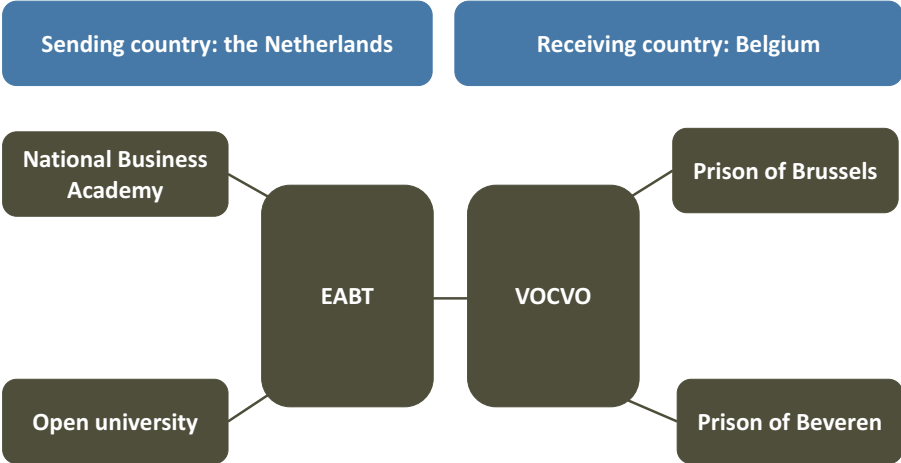 Sending country: the Netherlands
Receiving country: Belgium
National Business
Academy
Prison of Brussels
EABT
VOCVO
Open university
Prison of Beveren